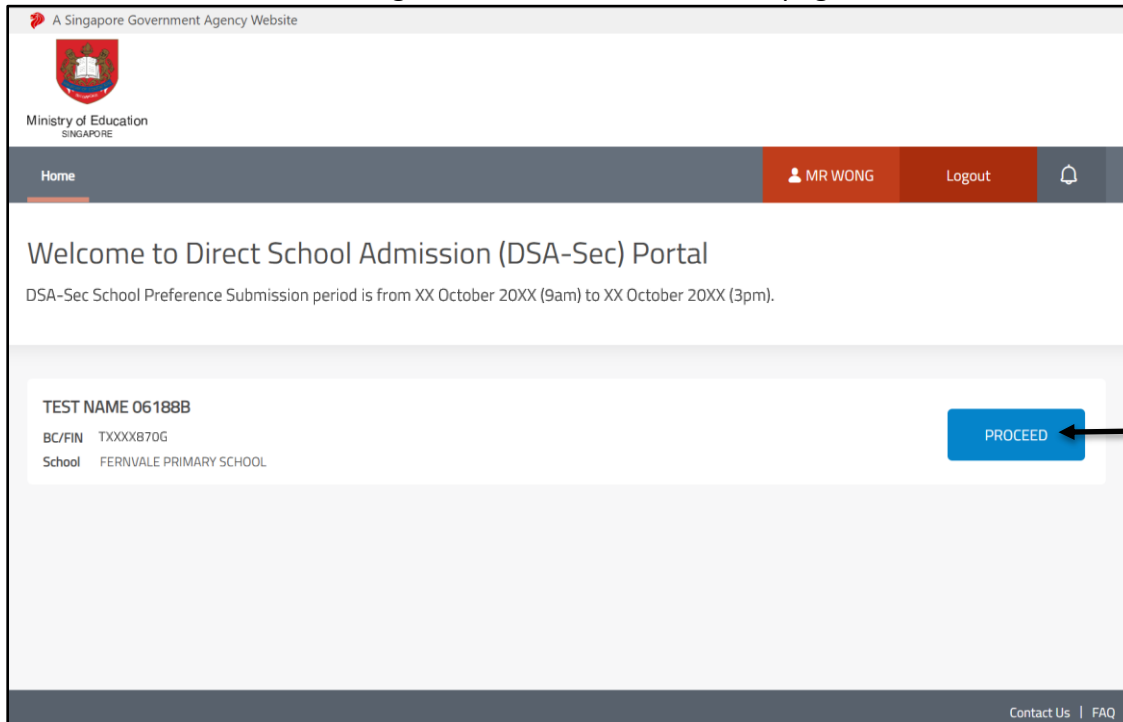 A Singapore Government Agency Website
Ministry of Education
SINGAPORE
Home
MR WONG
Logout
Welcome to Direct School Admission (DSA-Sec) Portal
DSA-Sec School Preference Submission period is from XX October 20XX (9am) to XX October 20XX (3pm).
TEST NAME 06188B
BC/FIN TXXXX870G
School FERNVALE PRIMARY SCHOOL
PROCEED
Contact Us | FAQ